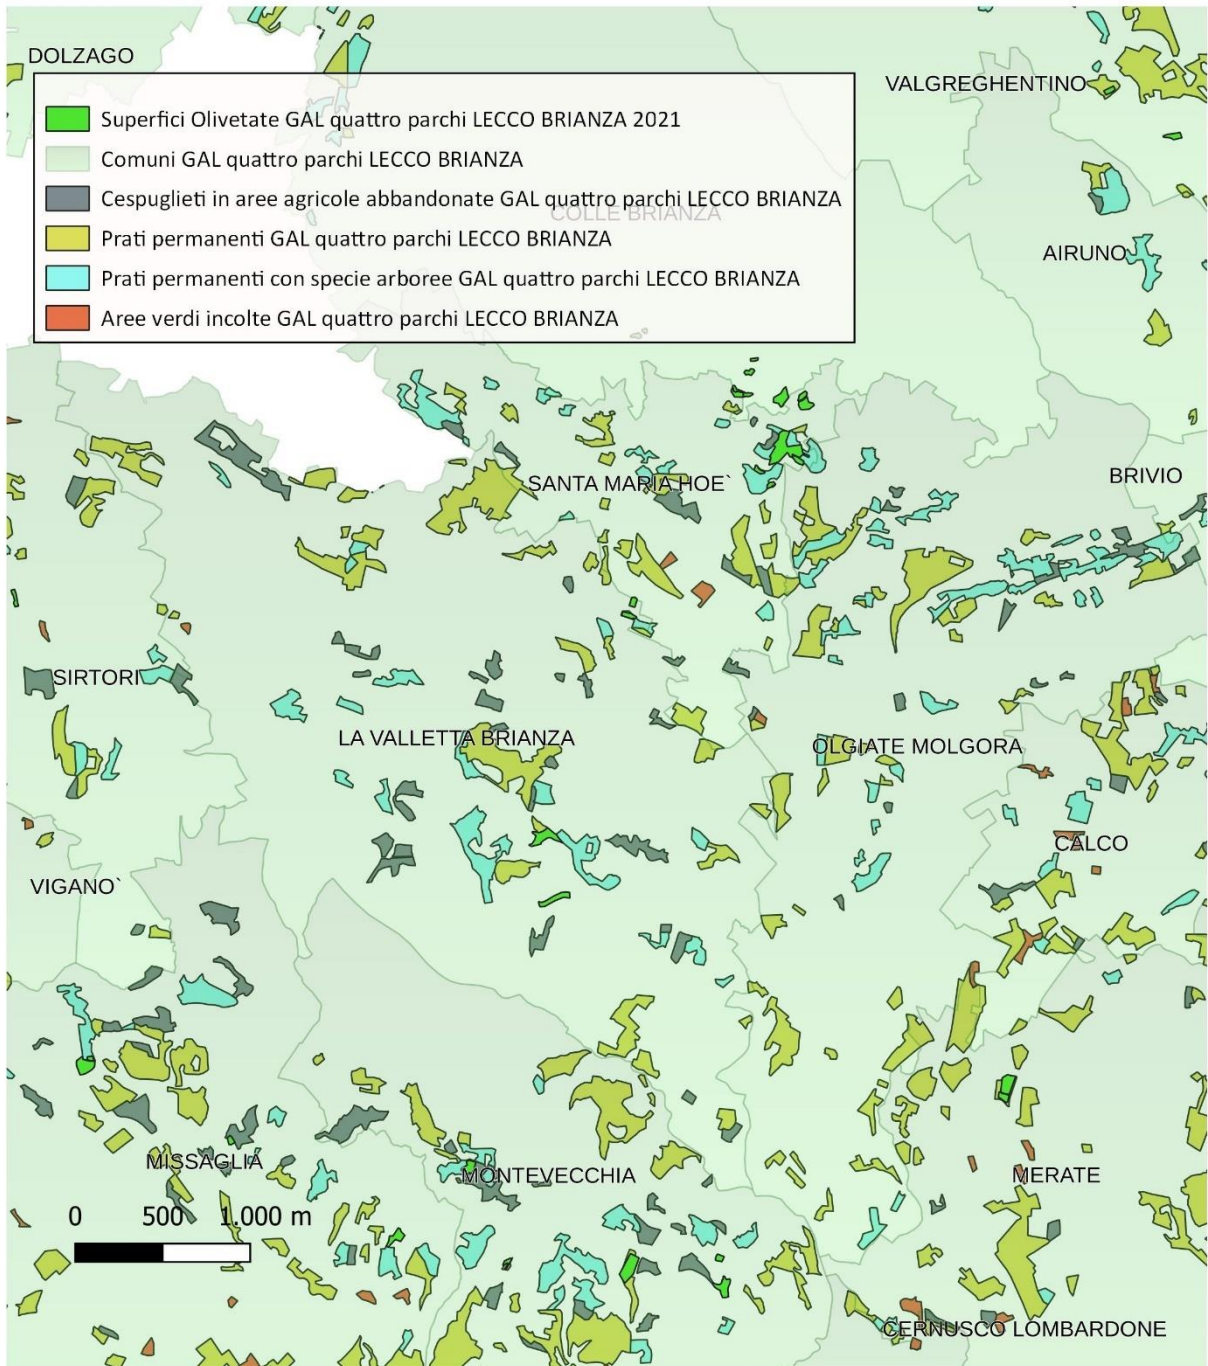 DOLZAGO
VALGREGHENTINO
Superfici Olivetate GAL quattro parchi LECCO BRIANZA 2021
Comuni GAL quattro parchi LECCO BRIANZA
Cespuglieti in aree agricole abbandonate GAL quattro parchi LECCO BRIANZA
COLLE BRIANZA
Prati permanenti GAL quattro parchi LECCO BRIANZA
AIRUNO
Prati permanenti con specie arboree GAL quattro parchi LECCO BRIANZA
Aree verdi incolte GAL quattro parchi LECCO BRIANZA
BRIVIO
SANTA MARIA HOE`
SIRTORI
LA VALLETTA BRIANZA
OLGIATE MOLGORA
CALCO
VIGANO`
MISSAGLIA
MONTEVECCHIA
MERATE
0 500 1.000 m
CERNUSCO LOMBARDONE